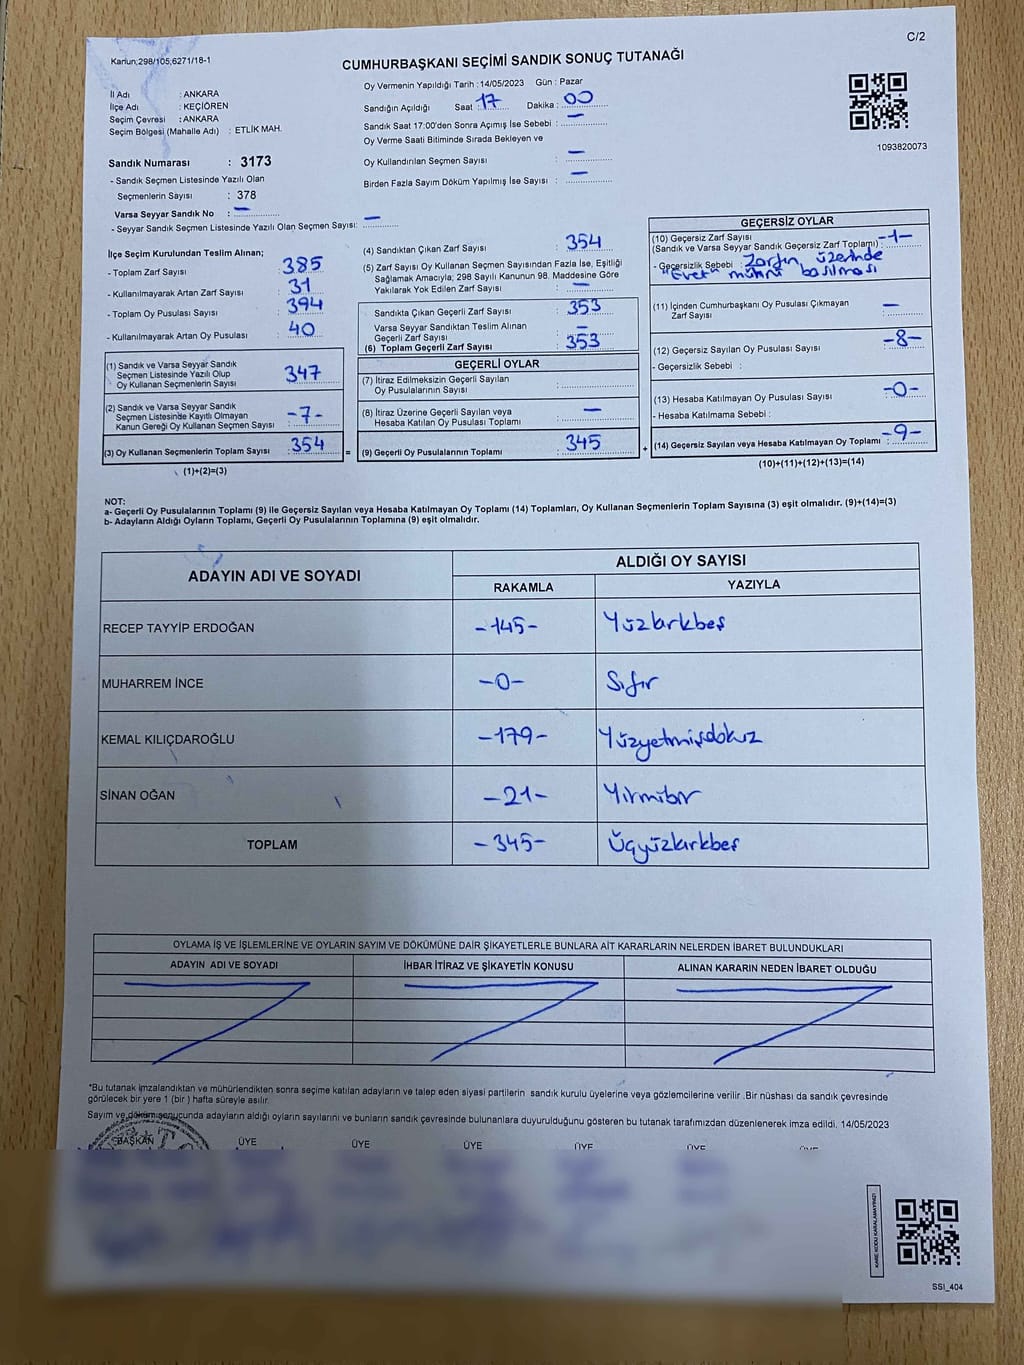 C/2
Kanun;298/105,6271/18-1
CUMHURBAŞKANI SEÇİMİ SANDIK SONUÇ TUTANAĞI
İl Adı : ANKARA
İlçe Adı : KEÇİÖREN
Seçim Çevresi : ANKARA
Seçim Bölgesi (Mahalle Adı) : ETLİK MAH.
Sandık Numarası : 3173
- Sandık Seçmen Listesinde Yazılı Olan
Seçmenlerin Sayısı : 378
Varsa Seyyar Sandık No : —
- Seyyar Sandık Seçmen Listesinde Yazılı Olan Seçmen Sayısı: —
Oy Vermenin Yapıldığı Tarih : 14/05/2023 Gün : Pazar
Sandığın Açıldığı Saat : 17 Dakika : 00
Sandık Saat 17:00'den Sonra Açımış İse Sebebi : —
Oy Verme Saati Bitiminde Sırada Bekleyen ve
Oy Kullandırılan Seçmen Sayısı : —
Birden Fazla Sayım Döküm Yapılmış İse Sayısı : —
1093820073
İlçe Seçim Kurulundan Teslim Alınan;
- Toplam Zarf Sayısı : 385
- Kullanılmayarak Artan Zarf Sayısı : 31
- Toplam Oy Pusulası Sayısı : 394
- Kullanılmayarak Artan Oy Pusulası : 40
(1) Sandık ve Varsa Seyyar Sandık
Seçmen Listesinde Yazılı Olup
Oy Kullanan Seçmenlerin Sayısı : 347
(2) Sandık ve Varsa Seyyar Sandık
Seçmen Listesinde Kayıtlı Olmayan
Kanun Gereği Oy Kullanan Seçmen Sayısı : -7-
(3) Oy Kullanan Seçmenlerin Toplam Sayısı : 354 =
(1)+(2)=(3)
(4) Sandıktan Çıkan Zarf Sayısı : 354
(5) Zarf Sayısı Oy Kullanan Seçmen Sayısından Fazla İse, Eşitliği
Sağlamak Amacıyla; 298 Sayılı Kanunun 98. Maddesine Göre
Yakılarak Yok Edilen Zarf Sayısı : —
Sandıkta Çıkan Geçerli Zarf Sayısı : 353
Varsa Seyyar Sandıktan Teslim Alınan
Geçerli Zarf Sayısı : —
(6) Toplam Geçerli Zarf Sayısı : 353
GEÇERLİ OYLAR
(7) İtiraz Edilmeksizin Geçerli Sayılan
Oy Pusulalarının Sayısı :
(8) İtiraz Üzerine Geçerli Sayılan veya
Hesaba Katılan Oy Pusulası Toplamı : —
(9) Geçerli Oy Pusulalarının Toplamı : 345 +
GEÇERSİZ OYLAR
(10) Geçersiz Zarf Sayısı
(Sandık ve Varsa Seyyar Sandık Geçersiz Zarf Toplamı) : -1-
- Geçersizlik Sebebi : Zarfın üzerinde
"Evet" mührü basılması
(11) İçinden Cumhurbaşkanı Oy Pusulası Çıkmayan
Zarf Sayısı : —
(12) Geçersiz Sayılan Oy Pusulası Sayısı : -8-
- Geçersizlik Sebebi :
(13) Hesaba Katılmayan Oy Pusulası Sayısı : -0-
- Hesaba Katılmama Sebebi :
(14) Geçersiz Sayılan veya Hesaba Katılmayan Oy Toplamı : -9-
(10)+(11)+(12)+(13)=(14)
NOT:
a- Geçerli Oy Pusulalarının Toplamı (9) ile Geçersiz Sayılan veya Hesaba Katılmayan Oy Toplamı (14) Toplamları, Oy Kullanan Seçmenlerin Toplam Sayısına (3) eşit olmalıdır. (9)+(14)=(3)
b- Adayların Aldığı Oyların Toplamı, Geçerli Oy Pusulalarının Toplamına (9) eşit olmalıdır.
ADAYIN ADI VE SOYADI
ALDIĞI OY SAYISI
RAKAMLA YAZIYLA
RECEP TAYYİP ERDOĞAN -145- Yüzkırkbeş
MUHARREM İNCE -0- Sıfır
KEMAL KILIÇDAROĞLU -179- Yüzyetmişdokuz
SİNAN OĞAN -21- Yirmibir
TOPLAM -345- Üçyüzkırkbeş
OYLAMA İŞ VE İŞLEMLERİNE VE OYLARIN SAYIM VE DÖKÜMÜNE DAİR ŞİKAYETLERLE BUNLARA AİT KARARLARIN NELERDEN İBARET BULUNDUKLARI
ADAYIN ADI VE SOYADI İHBAR İTİRAZ VE ŞİKAYETİN KONUSU ALINAN KARARIN NEDEN İBARET OLDUĞU
*Bu tutanak imzalandıktan ve mühürlendikten sonra seçime katılan adayların ve talep eden siyasi partilerin sandık kurulu üyelerine veya gözlemcilerine verilir .Bir nüshası da sandık çevresinde
görülecek bir yere 1 (bir ) hafta süreyle asılır.
Sayım ve döküm sonucunda adayların aldığı oyların sayılarını ve bunların sandık çevresinde bulunanlara duyurulduğunu gösteren bu tutanak tarafımızdan düzenlenerek imza edildi. 14/05/2023
BAŞKAN ÜYE ÜYE ÜYE ÜYE ÜYE ÜYE
KARE KODU KARALAMAYINIZ!
SSI_404